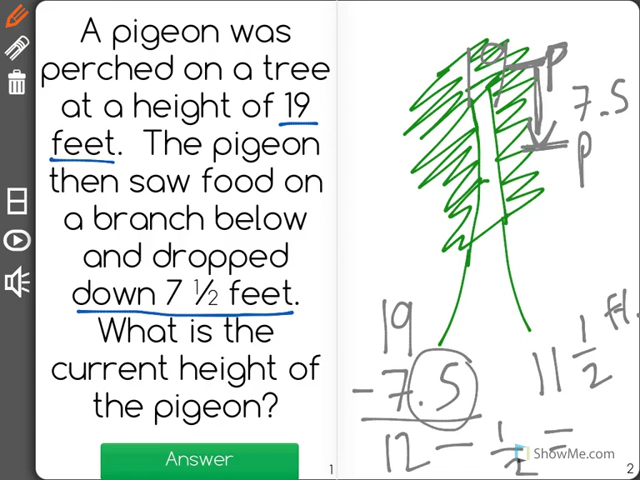 A pigeon was
perched on a tree
at a height of 19
feet. The pigeon
then saw food on
a branch below
and dropped
down 7 ½ feet.
What is the
current height of
the pigeon?
Answer
1
19
P
7.5
P
19
- 7.5
12 - 1/2 =
11 1/2 ft.
ShowMe.com
2